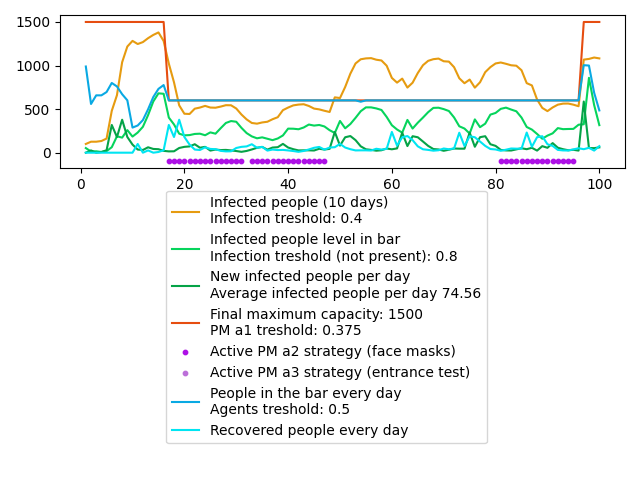 1500
1000
500
0
0
20
40
60
80
100
Infected people (10 days)
Infection treshold: 0.4
Infected people level in bar
Infection treshold (not present): 0.8
New infected people per day
Average infected people per day 74.56
Final maximum capacity: 1500
PM a1 treshold: 0.375
Active PM a2 strategy (face masks)
Active PM a3 strategy (entrance test)
People in the bar every day
Agents treshold: 0.5
Recovered people every day